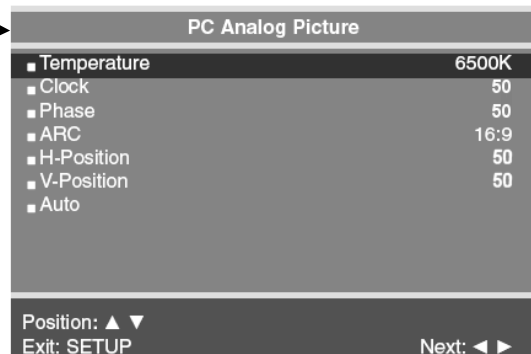 PC Analog Picture
Temperature 6500K
Clock 50
Phase 50
ARC 16:9
H-Position 50
V-Position 50
Auto
Position: ▲ ▼
Exit: SETUP Next: ◄ ►